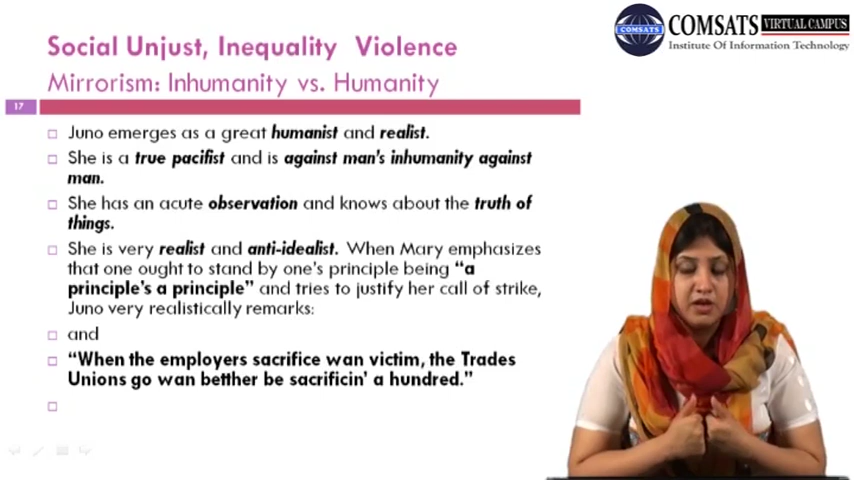 Social Unjust, Inequality Violence
COMSATS VIRTUAL CAMPUS
COMSATS
Institute Of Information Technology
Mirrorism: Inhumanity vs. Humanity
17
Juno emerges as a great humanist and realist.
She is a true pacifist and is against man's inhumanity against
man.
She has an acute observation and knows about the truth of
things.
She is very realist and anti-idealist. When Mary emphasizes
that one ought to stand by one's principle being "a
principle's a principle" and tries to justify her call of strike,
Juno very realistically remarks:
and
"When the employers sacrifice wan victim, the Trades
Unions go wan betther be sacrificin' a hundred."